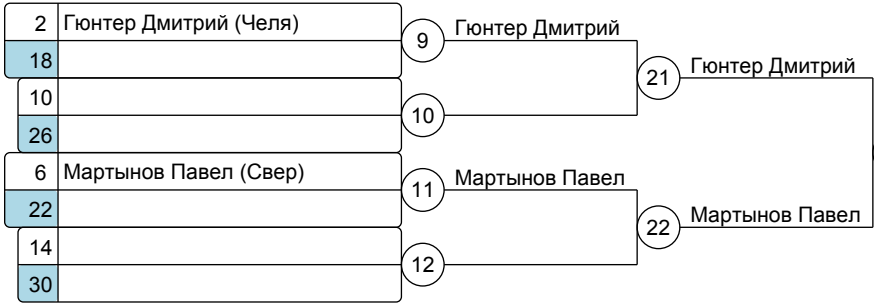 2 Гюнтер Дмитрий (Челя)
18
9 Гюнтер Дмитрий
10
26
10
21 Гюнтер Дмитрий
6 Мартынов Павел (Свер)
22
11 Мартынов Павел
14
30
12
22 Мартынов Павел